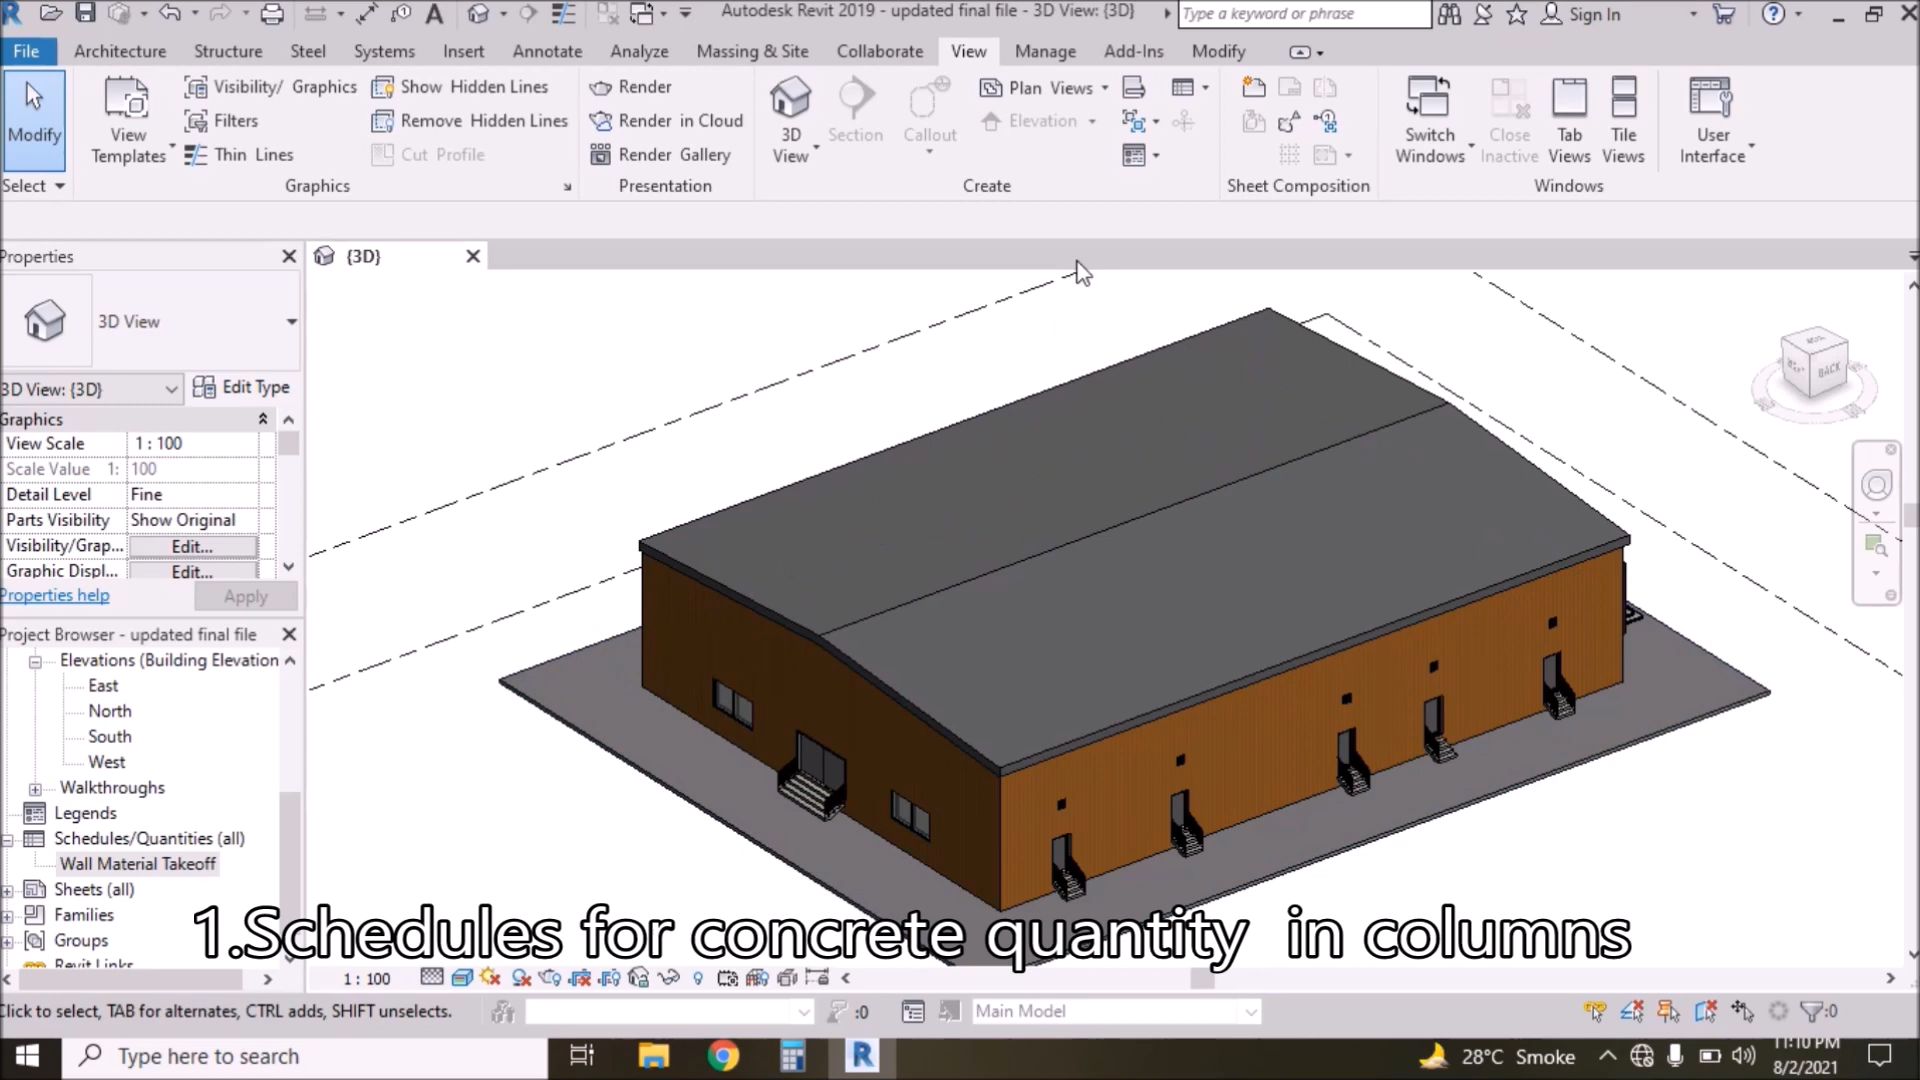 Autodesk Revit 2019 - updated final file - 3D View: {3D}
Type a keyword or phrase
Sign In
File Architecture Structure Steel Systems Insert Annotate Analyze Massing & Site Collaborate View Manage Add-Ins Modify
Modify
View Templates
Visibility/ Graphics
Filters
Thin Lines
Show Hidden Lines
Remove Hidden Lines
Cut Profile
Render
Render in Cloud
Render Gallery
3D View
Section
Callout
Plan Views
Elevation
Switch Windows
Close Inactive
Tab Views
Tile Views
User Interface
Select
Graphics
Presentation
Create
Sheet Composition
Windows
Properties
{3D}
3D View
3D View: {3D}
Edit Type
Graphics
View Scale 1 : 100
Scale Value 1: 100
Detail Level Fine
Parts Visibility Show Original
Visibility/Grap... Edit...
Graphic Displ... Edit...
Properties help
Apply
BACK
Project Browser - updated final file
Elevations (Building Elevation
East
North
South
West
Walkthroughs
Legends
Schedules/Quantities (all)
Wall Material Takeoff
Sheets (all)
Families
Groups
Revit Links
1.Schedules for concrete quantity in columns
1 : 100
Click to select, TAB for alternates, CTRL adds, SHIFT unselects.
:0
Main Model
:0
Type here to search
28°C Smoke
11:10 PM
8/2/2021